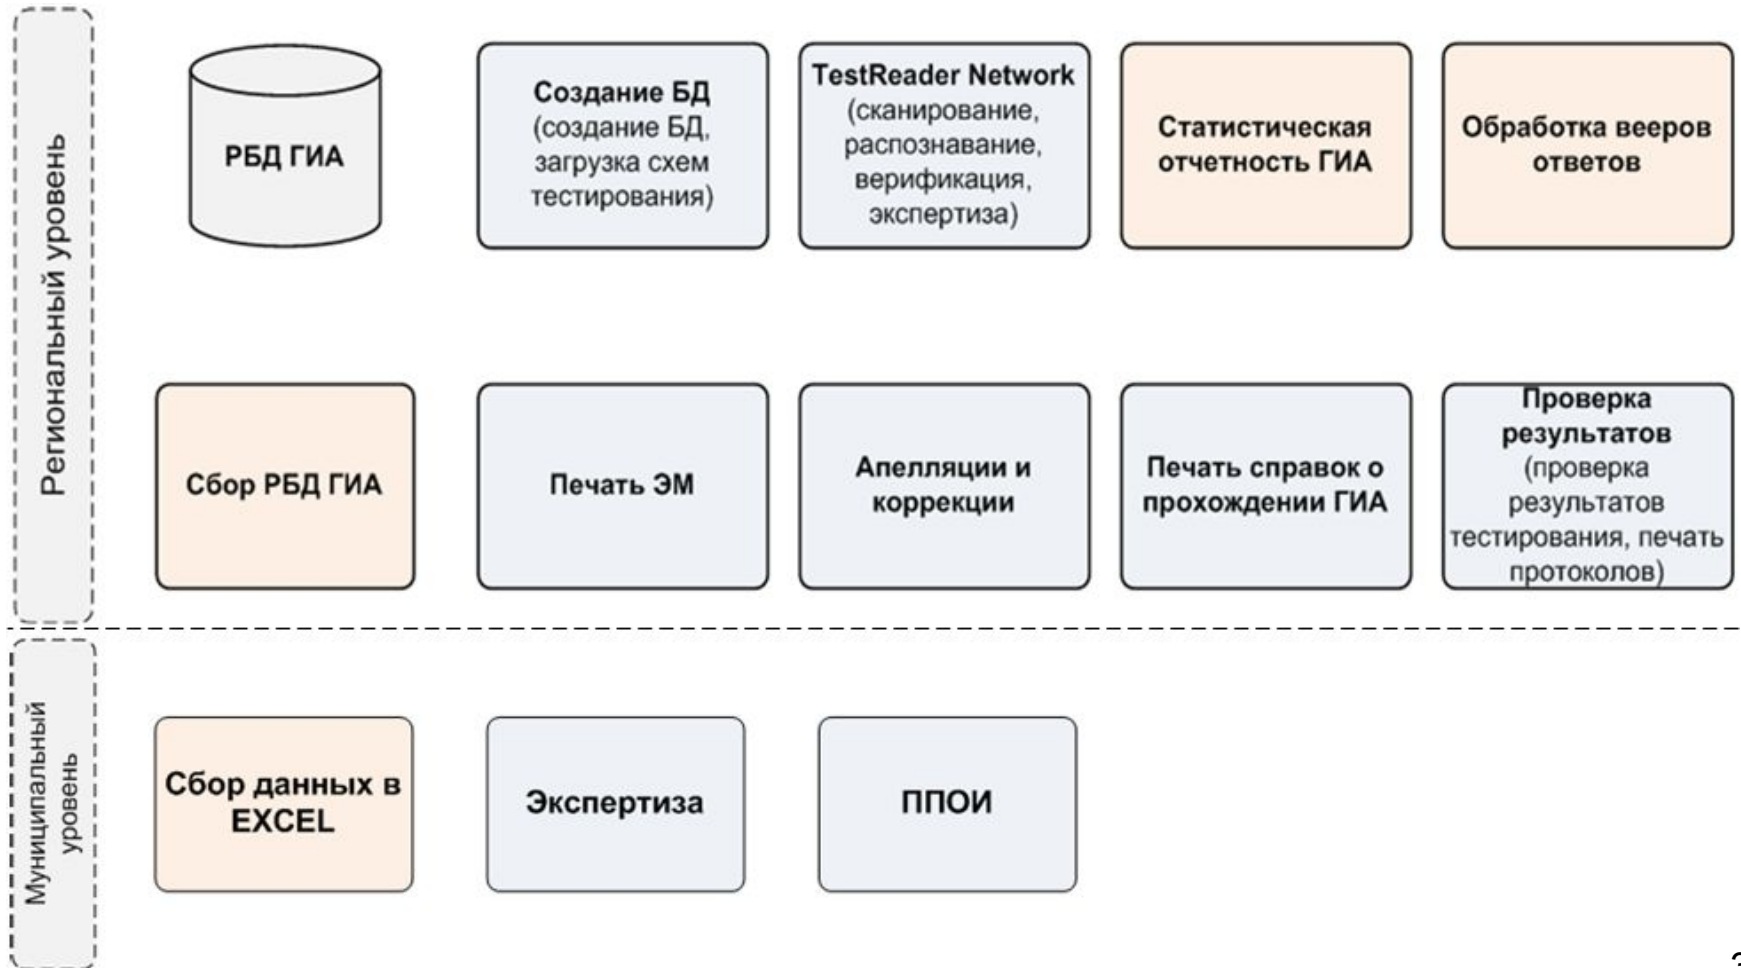 Региональный уровень
РБД ГИА
Создание БД
(создание БД,
загрузка схем
тестирования)
TestReader Network
(сканирование,
распознавание,
верификация,
экспертиза)
Статистическая
отчетность ГИА
Обработка вееров
ответов
Сбор РБД ГИА
Печать ЭМ
Апелляции и
коррекции
Печать справок о
прохождении ГИА
Проверка
результатов
(проверка
результатов
тестирования, печать
протоколов)
Муниципальный
уровень
Сбор данных в
EXCEL
Экспертиза
ППОИ